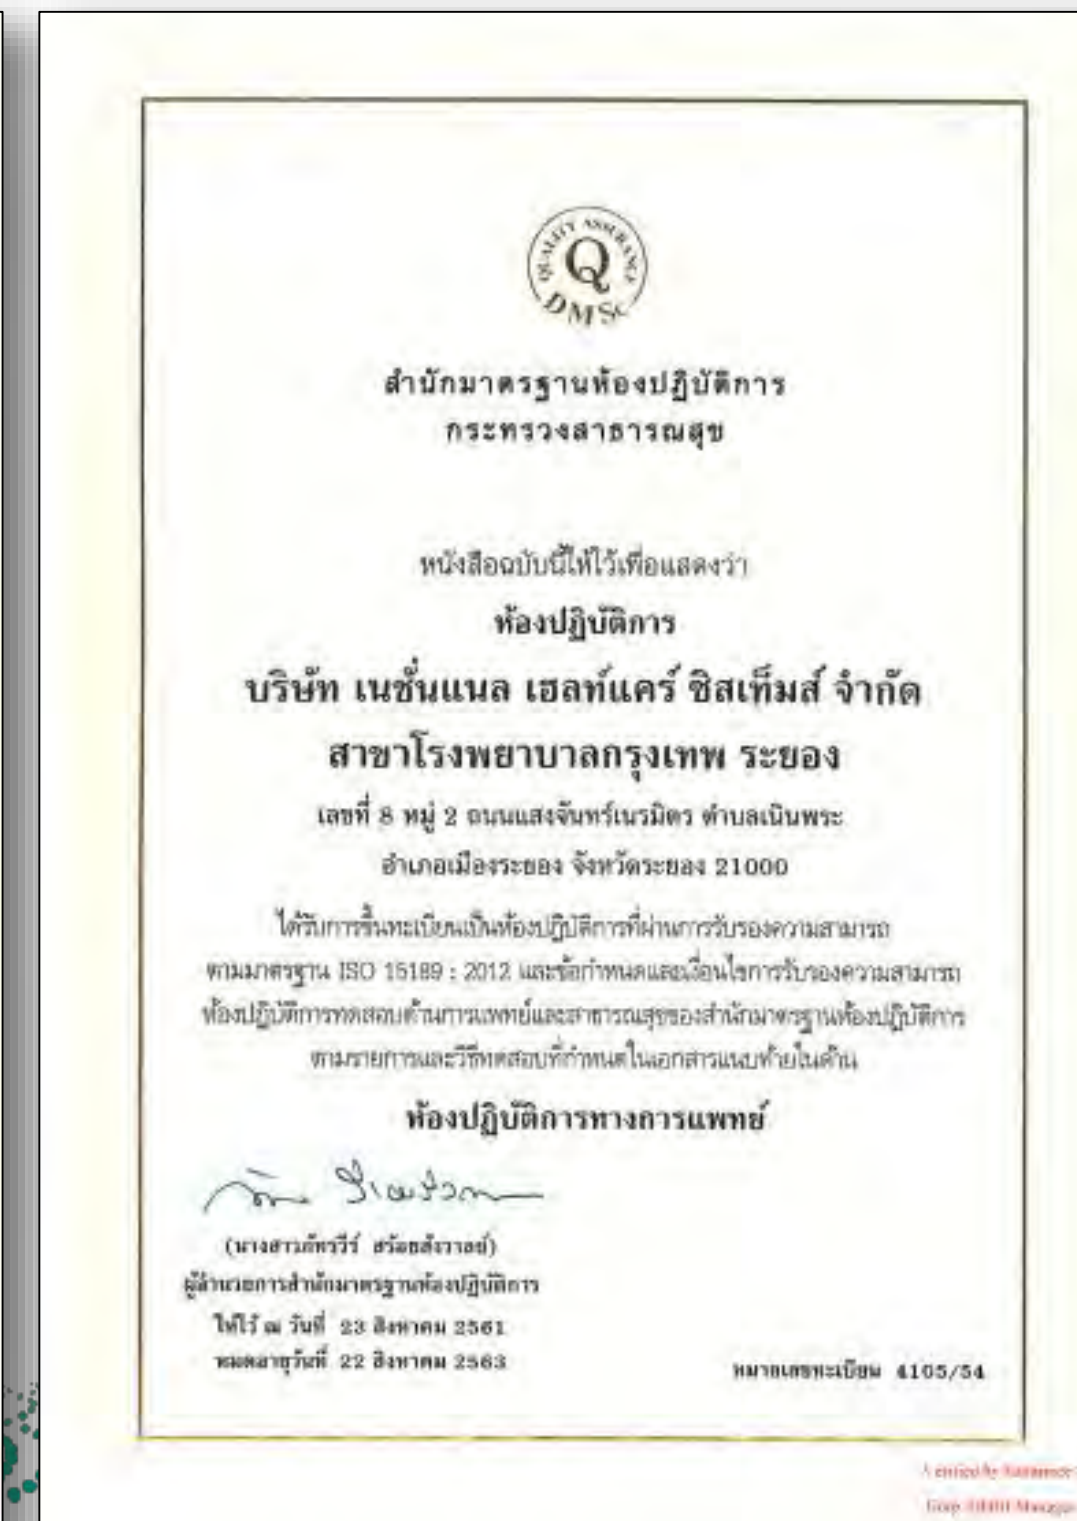 QUALITY ASSURANCE
Q
DMSc
สำนักมาตรฐานห้องปฏิบัติการ
กระทรวงสาธารณสุข
หนังสือฉบับนี้ให้ไว้เพื่อแสดงว่า
ห้องปฏิบัติการ
บริษัท เนชั่นแนล เฮลท์แคร์ ซิสเท็มส์ จำกัด
สาขาโรงพยาบาลกรุงเทพ ระยอง
เลขที่ 8 หมู่ 2 ถนนแสงจันทร์เนรมิตร ตำบลเนินพระ
อำเภอเมืองระยอง จังหวัดระยอง 21000
ได้รับการขึ้นทะเบียนเป็นห้องปฏิบัติการที่ผ่านการรับรองความสามารถ
ตามมาตรฐาน ISO 15189 : 2012 และข้อกำหนดและเงื่อนไขการรับรองความสามารถ
ห้องปฏิบัติการทดสอบด้านการแพทย์และสาธารณสุขของสำนักมาตรฐานห้องปฏิบัติการ
ตามรายการและวิธีทดสอบที่กำหนดในเอกสารแนบท้ายในด้าน
ห้องปฏิบัติการทางการแพทย์
(นางสาวภัทรวีร์ สร้อยสังวาลย์)
ผู้อำนวยการสำนักมาตรฐานห้องปฏิบัติการ
ให้ไว้ ณ วันที่ 23 สิงหาคม 2561
หมดอายุวันที่ 22 สิงหาคม 2563
หมายเลขทะเบียน 4105/54